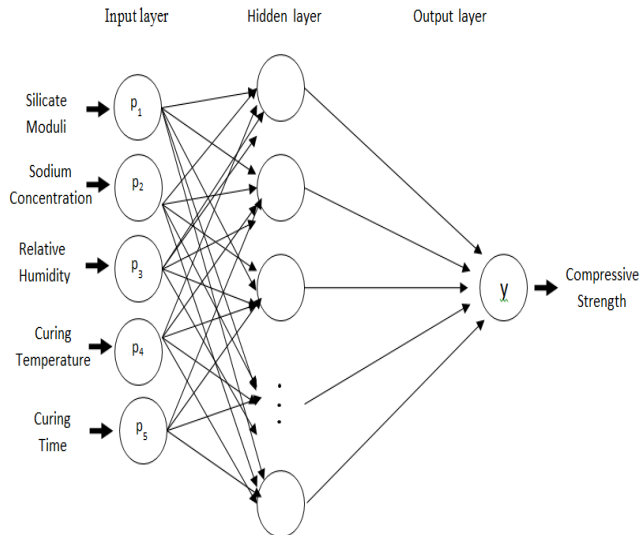 Input layer
Hidden layer
Output layer
Silicate
Moduli
p1
Sodium
Concentration
p2
Relative
Humidity
p3
Curing
Temperature
p4
Curing
Time
p5
y
Compressive
Strength